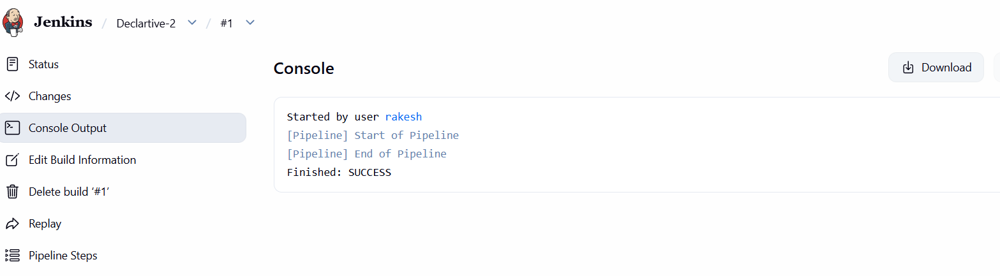 Jenkins / Declartive-2 / #1
Status
Changes
Console Output
Edit Build Information
Delete build ‘#1’
Replay
Pipeline Steps
Console
Download
Started by user rakesh
[Pipeline] Start of Pipeline
[Pipeline] End of Pipeline
Finished: SUCCESS